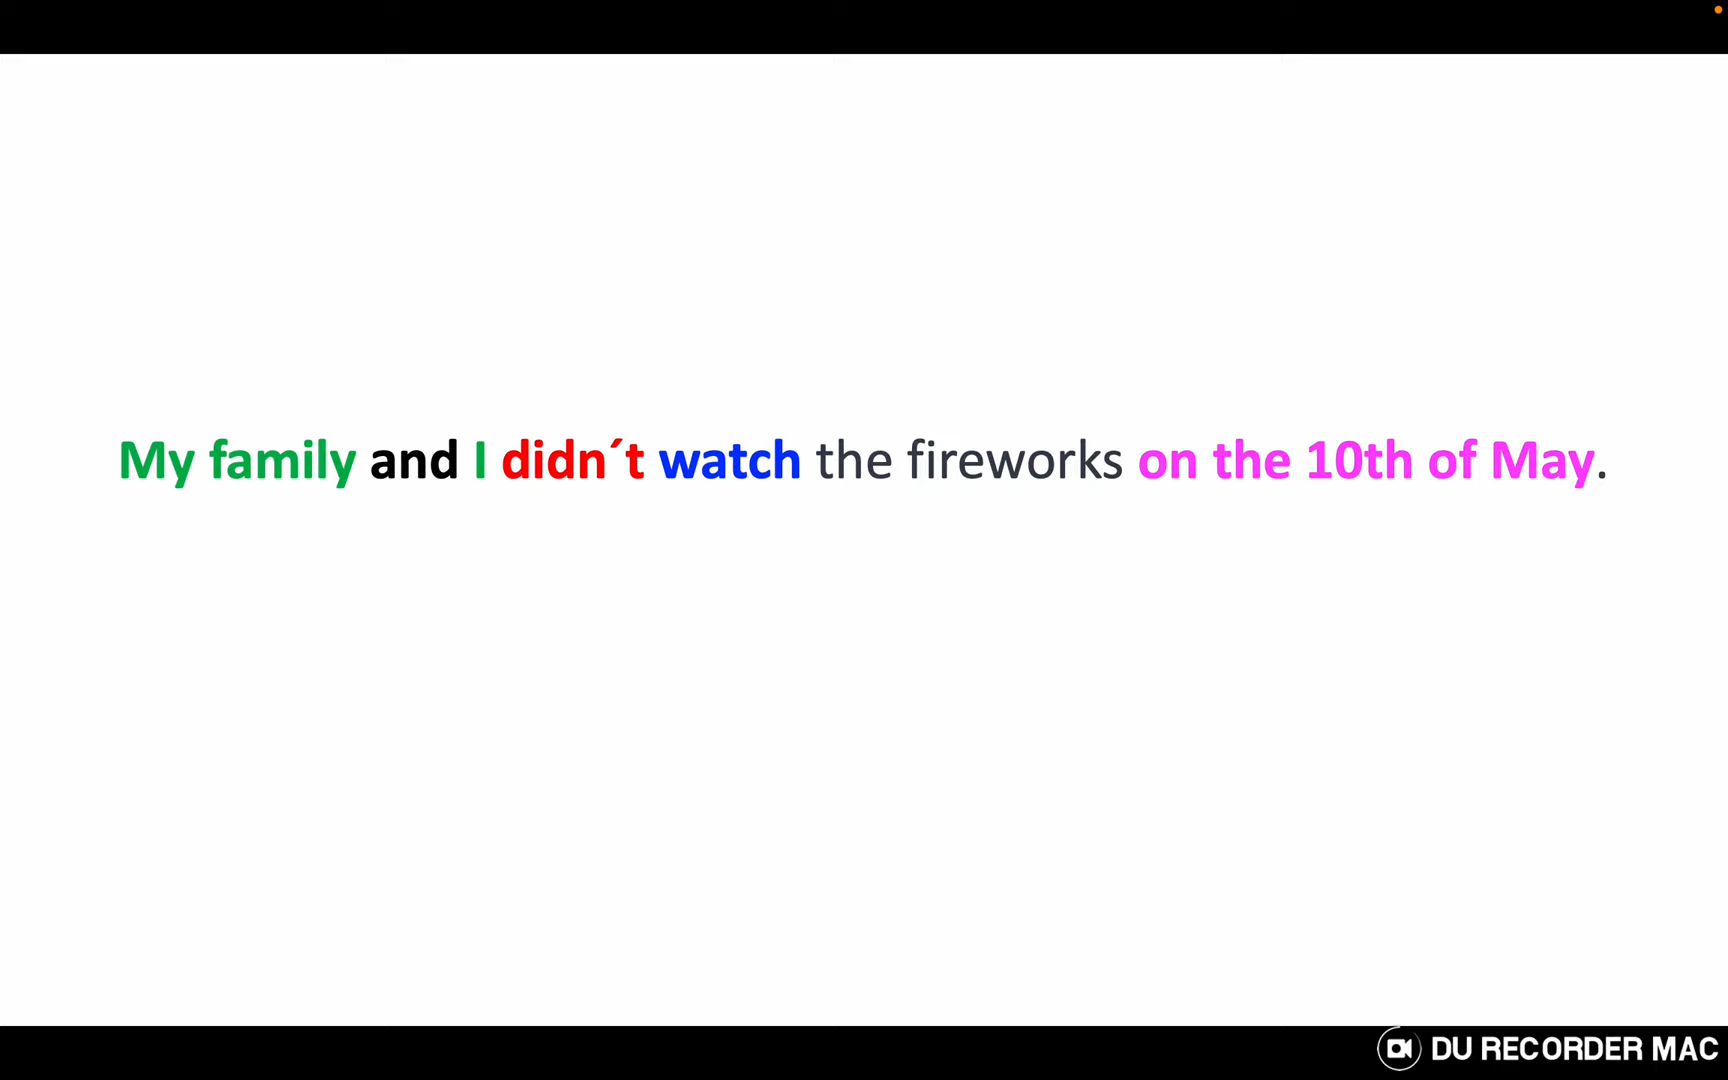 My family and I didn´t watch the fireworks on the 10th of May.
DU RECORDER MAC